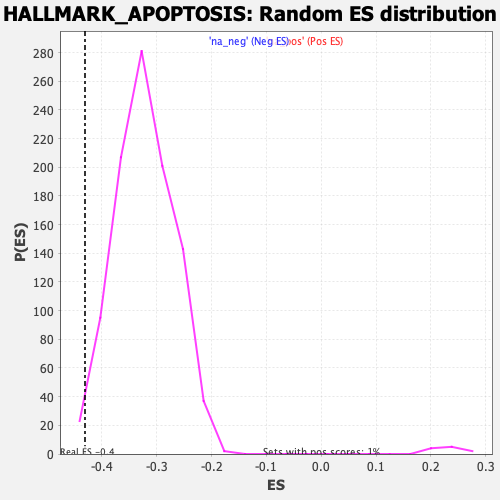 HALLMARK_APOPTOSIS: Random ES distribution
'na_neg' (Neg ES) pos' (Pos ES)
280
260
240
220
200
180
160
140
120
100
80
60
40
20
0
P(ES)
Real ES -0.4
Sets with pos scores: 1%
-0.4 -0.3 -0.2 -0.1 0.0 0.1 0.2 0.3
ES